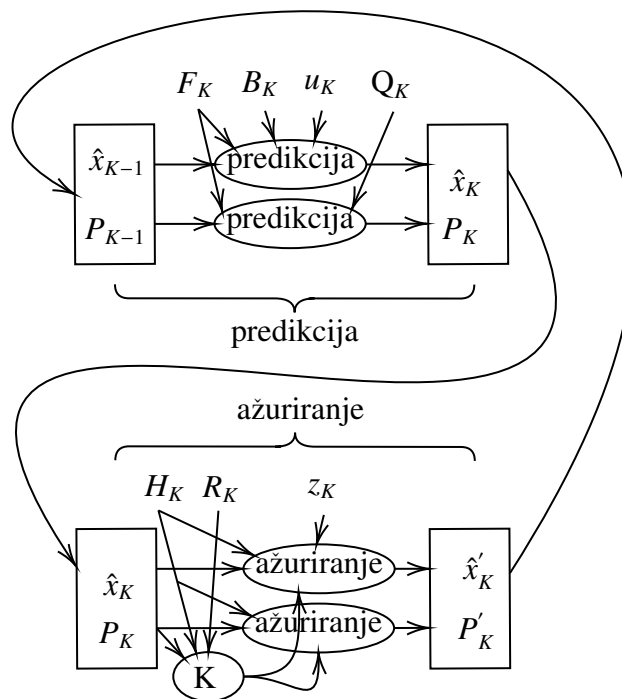 F_K B_K u_K Q_K
x̂_{K−1} predikcija x̂_K
P_{K−1} predikcija P_K
predikcija
ažuriranje
H_K R_K z_K
x̂_K ažuriranje x̂'_K
P_K ažuriranje P'_K
K